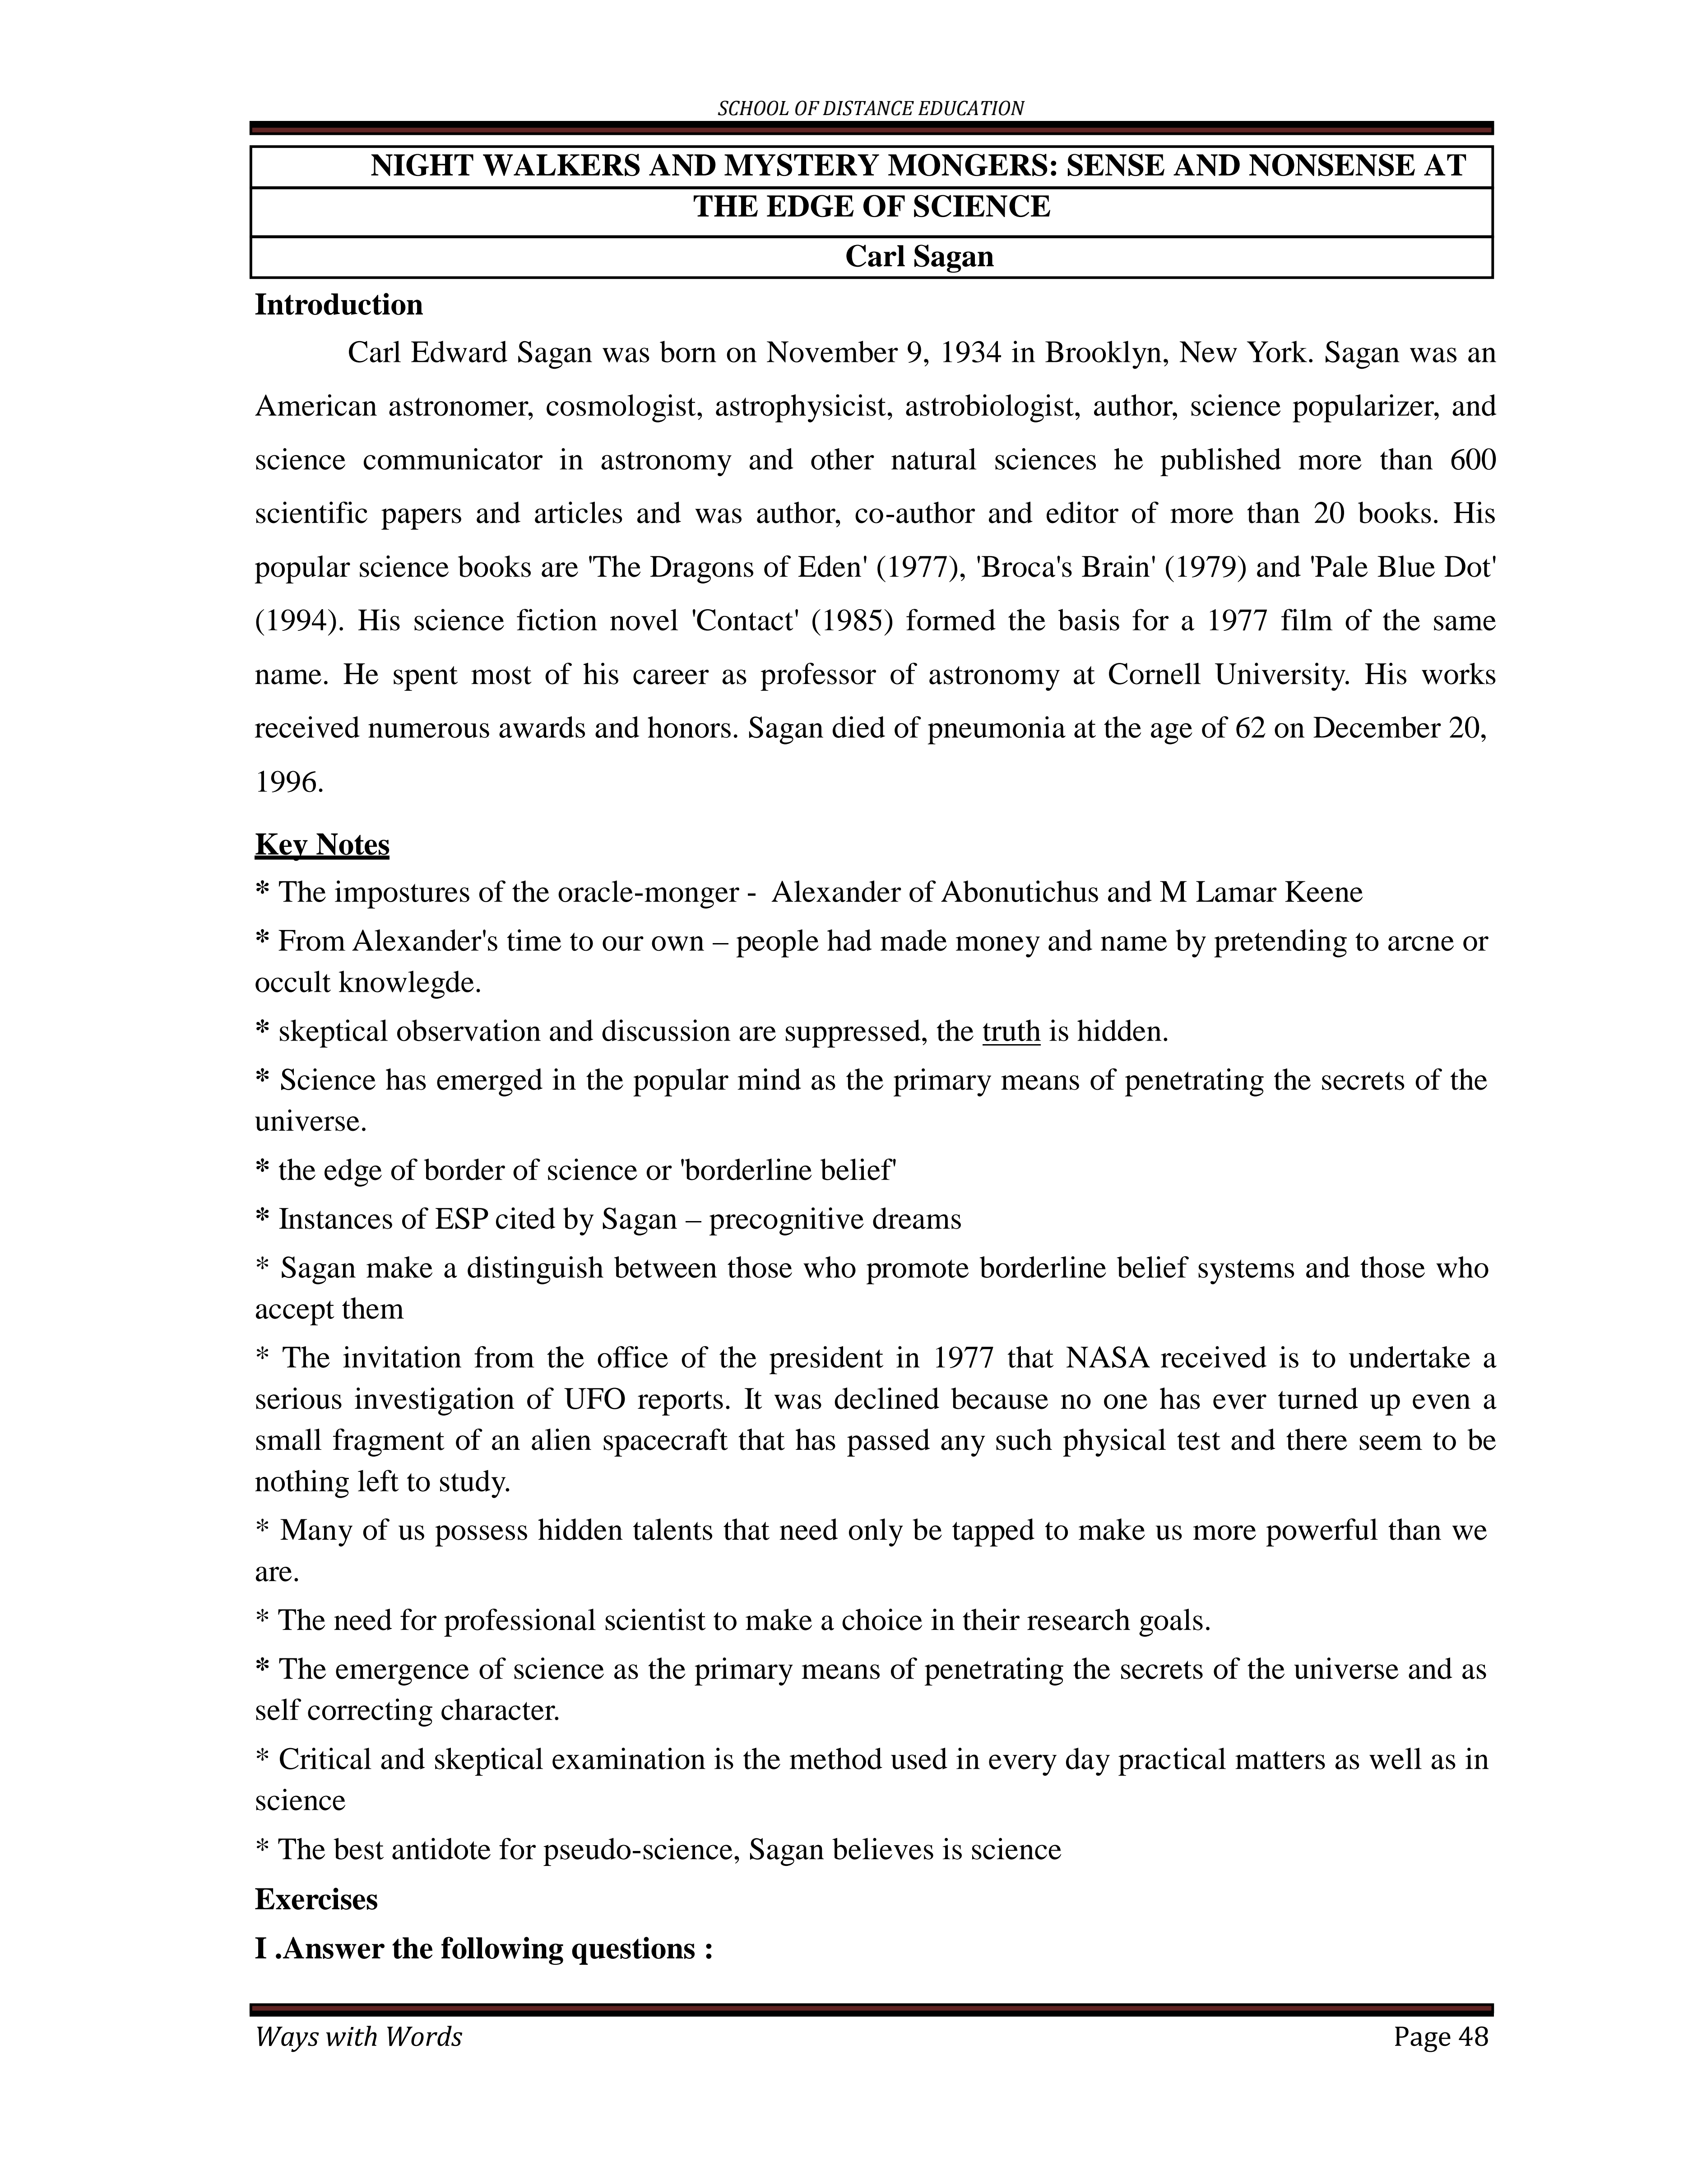 SCHOOL OF DISTANCE EDUCATION
NIGHT WALKERS AND MYSTERY MONGERS: SENSE AND NONSENSE AT
THE EDGE OF SCIENCE
Carl Sagan
Introduction
Carl Edward Sagan was born on November 9, 1934 in Brooklyn, New York. Sagan was an
American astronomer, cosmologist, astrophysicist, astrobiologist, author, science popularizer, and
science communicator in astronomy and other natural sciences he published more than 600
scientific papers and articles and was author, co-author and editor of more than 20 books. His
popular science books are 'The Dragons of Eden' (1977), 'Broca's Brain' (1979) and 'Pale Blue Dot'
(1994). His science fiction novel 'Contact' (1985) formed the basis for a 1977 film of the same
name. He spent most of his career as professor of astronomy at Cornell University. His works
received numerous awards and honors. Sagan died of pneumonia at the age of 62 on December 20,
1996.
Key Notes
* The impostures of the oracle-monger - Alexander of Abonutichus and M Lamar Keene
* From Alexander's time to our own – people had made money and name by pretending to arcne or
occult knowlegde.
* skeptical observation and discussion are suppressed, the truth is hidden.
* Science has emerged in the popular mind as the primary means of penetrating the secrets of the
universe.
* the edge of border of science or 'borderline belief'
* Instances of ESP cited by Sagan – precognitive dreams
* Sagan make a distinguish between those who promote borderline belief systems and those who
accept them
* The invitation from the office of the president in 1977 that NASA received is to undertake a
serious investigation of UFO reports. It was declined because no one has ever turned up even a
small fragment of an alien spacecraft that has passed any such physical test and there seem to be
nothing left to study.
* Many of us possess hidden talents that need only be tapped to make us more powerful than we
are.
* The need for professional scientist to make a choice in their research goals.
* The emergence of science as the primary means of penetrating the secrets of the universe and as
self correcting character.
* Critical and skeptical examination is the method used in every day practical matters as well as in
science
* The best antidote for pseudo-science, Sagan believes is science
Exercises
I .Answer the following questions :
Ways with Words Page 48